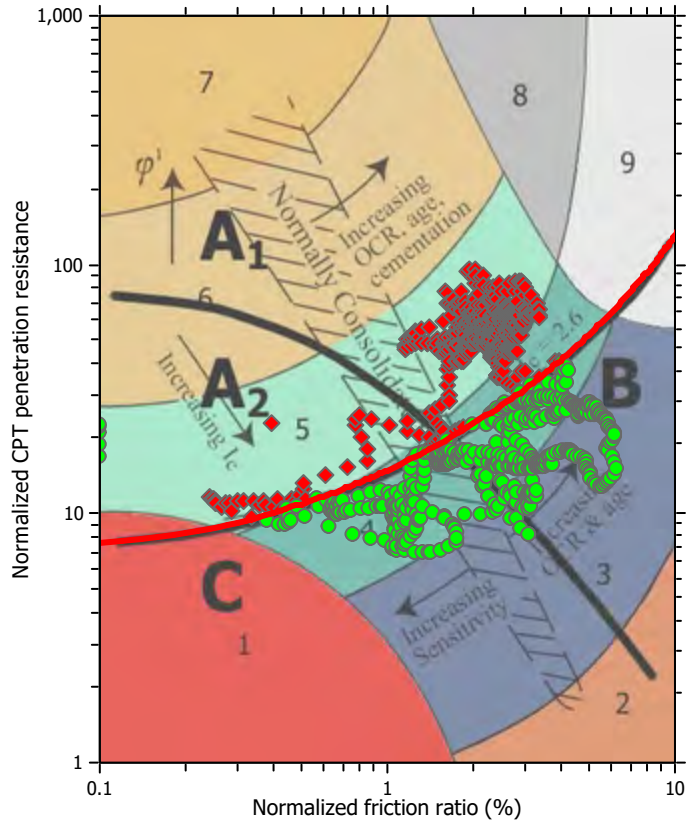 1,000
100
10
1
0.1
1
10
Normalized CPT penetration resistance
Normalized friction ratio (%)
7
8
9
φ'
A1
6
Normally Consolidated
Increasing
OCR, age,
cementation
A2
Increasing Ic
5
= 2.6
B
4
C
1
Increasing
Sensitivity
Increasing
OCR & age
3
2